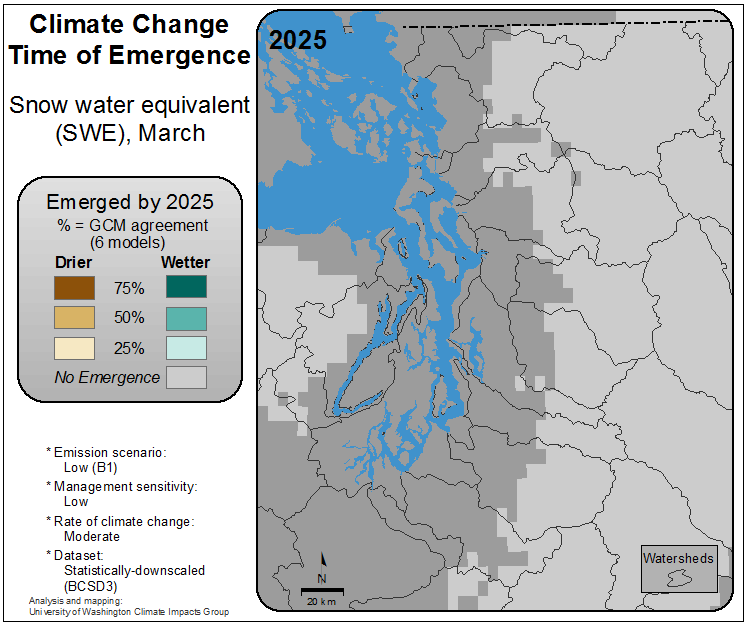 Climate Change
Time of Emergence
Snow water equivalent
(SWE), March
Emerged by 2025
% = GCM agreement
(6 models)
Drier Wetter
75%
50%
25%
No Emergence
* Emission scenario:
Low (B1)
* Management sensitivity:
Low
* Rate of climate change:
Moderate
* Dataset:
Statistically-downscaled
(BCSD3)
Analysis and mapping:
University of Washington Climate Impacts Group
2025
N
20 km
Watersheds